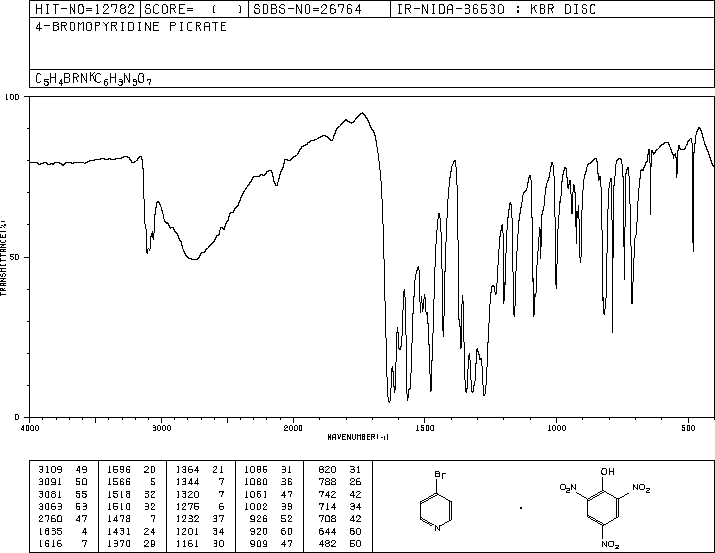 HIT-NO=12782 SCORE= ( ) SDBS-NO=26764 IR-NIDA-36530 : KBR DISC
4-BROMOPYRIDINE PICRATE
C5H4BRNKC6H3N3O7
100
TRANSMITTANCE(%)
50
0
4000 3000 2000 1500 1000 500
WAVENUMBER(-1)
3109 49 1596 20 1364 21 1086 31 820 31
3091 50 1566 5 1344 7 1080 36 788 26
3081 55 1518 32 1320 7 1061 47 742 42
3063 53 1510 32 1276 6 1002 39 714 34
2760 47 1478 7 1232 37 926 52 708 42
1635 4 1431 24 1201 34 920 60 644 60
1616 7 1370 29 1161 30 909 47 482 50
Br
N
OH
O2N NO2
NO2